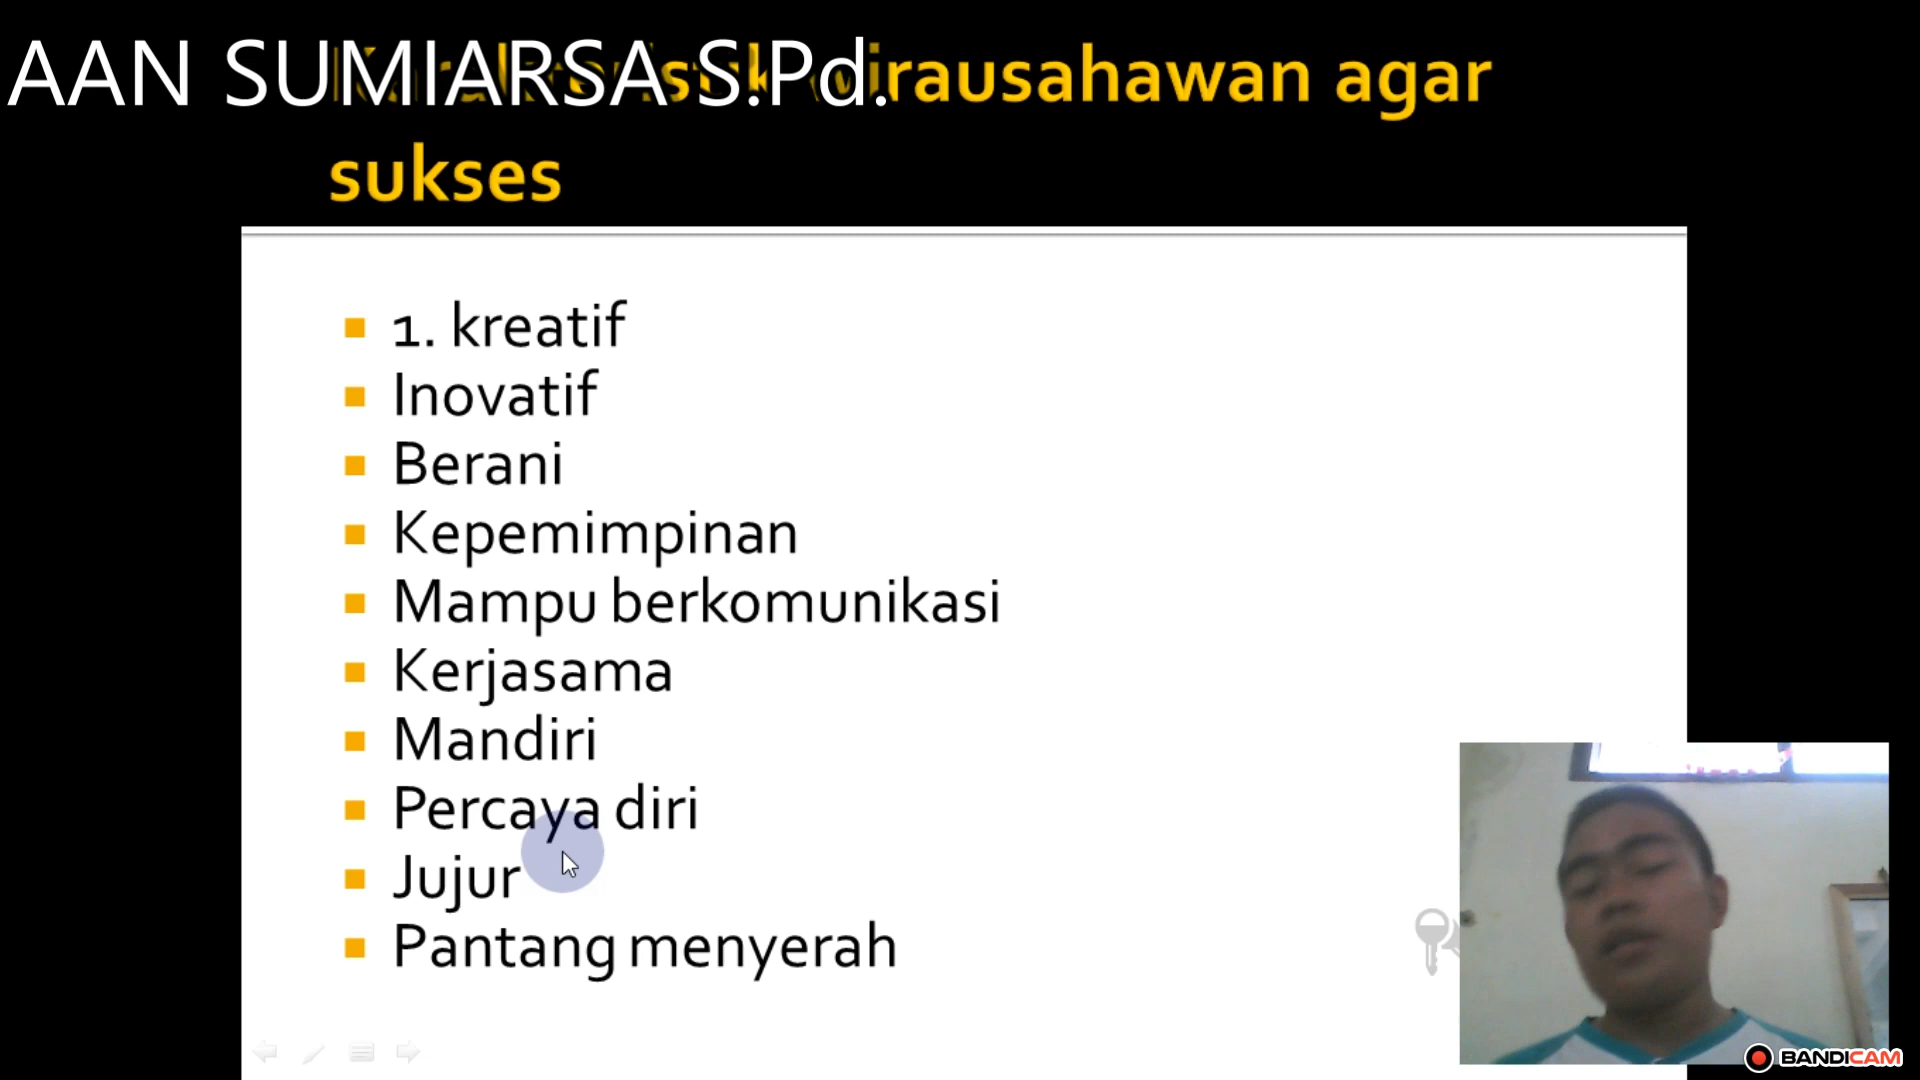 AAN SUMIARSA S.Pd.
wirausahawan agar
sukses
1. kreatif
Inovatif
Berani
Kepemimpinan
Mampu berkomunikasi
Kerjasama
Mandiri
Percaya diri
Jujur
Pantang menyerah
BANDICAM